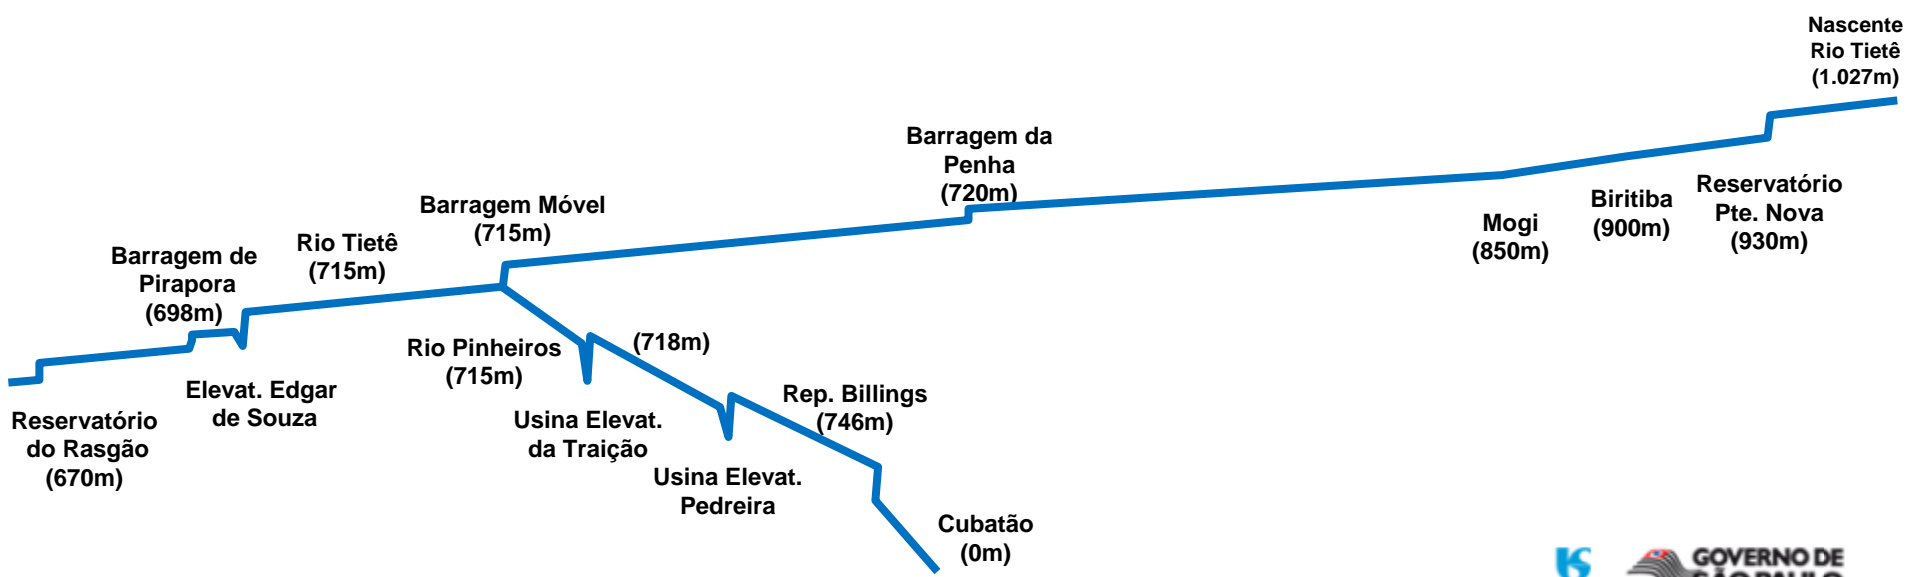 Nascente
Rio Tietê
(1.027m)
Barragem da
Penha
(720m)
Barragem Móvel
(715m)
Rio Tietê
(715m)
Barragem de
Pirapora
(698m)
Mogi
(850m)
Biritiba
(900m)
Reservatório
Pte. Nova
(930m)
Reservatório
do Rasgão
(670m)
Elevat. Edgar
de Souza
Rio Pinheiros
(715m)
(718m)
Usina Elevat.
da Traição
Rep. Billings
(746m)
Usina Elevat.
Pedreira
Cubatão
(0m)
GOVERNO DE
SÃO PAULO